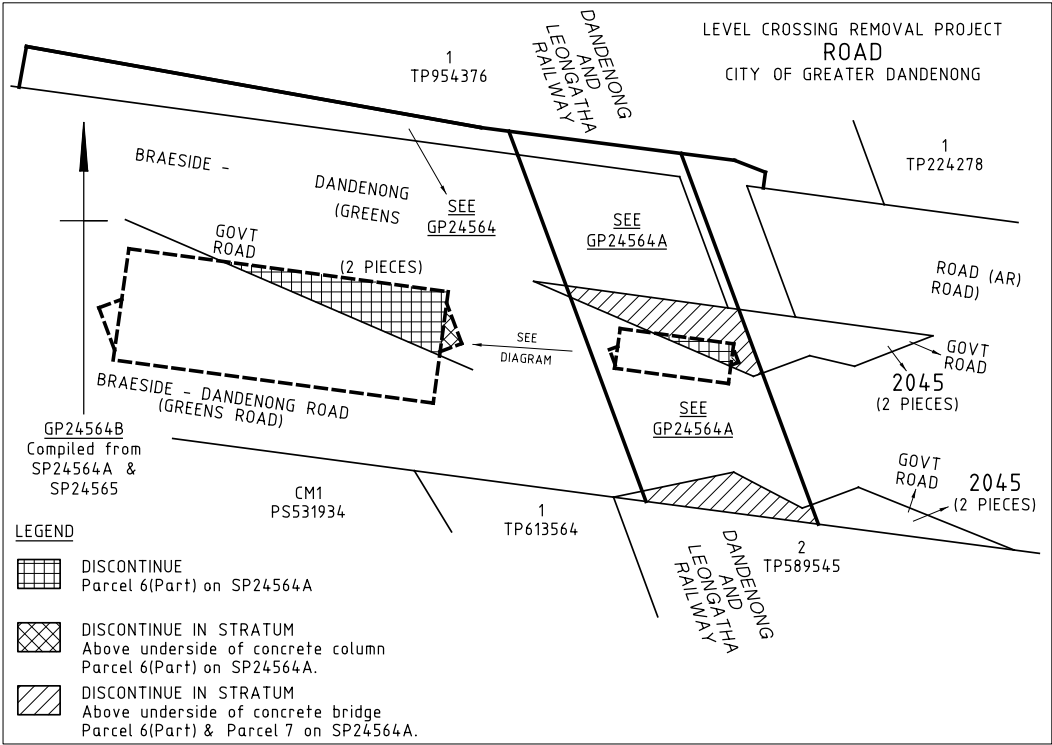 LEVEL CROSSING REMOVAL PROJECT
ROAD
CITY OF GREATER DANDENONG
1
TP954376
DANDENONG
AND
LEONGATHA
RAILWAY
1
TP224278
BRAESIDE -
DANDENONG
(GREENS
SEE
GP24564
SEE
GP24564A
ROAD (AR)
ROAD)
GOVT
ROAD
(2 PIECES)
SEE
DIAGRAM
GOVT
ROAD
2045
(2 PIECES)
BRAESIDE - DANDENONG ROAD
(GREENS ROAD)
SEE
GP24564A
GP24564B
Compiled from
SP24564A &
SP24565
GOVT
ROAD
2045
(2 PIECES)
CM1
PS531934
1
TP613564
2
TP589545
DANDENONG
AND
LEONGATHA
RAILWAY
LEGEND
DISCONTINUE
Parcel 6(Part) on SP24564A
DISCONTINUE IN STRATUM
Above underside of concrete column
Parcel 6(Part) on SP24564A.
DISCONTINUE IN STRATUM
Above underside of concrete bridge
Parcel 6(Part) & Parcel 7 on SP24564A.